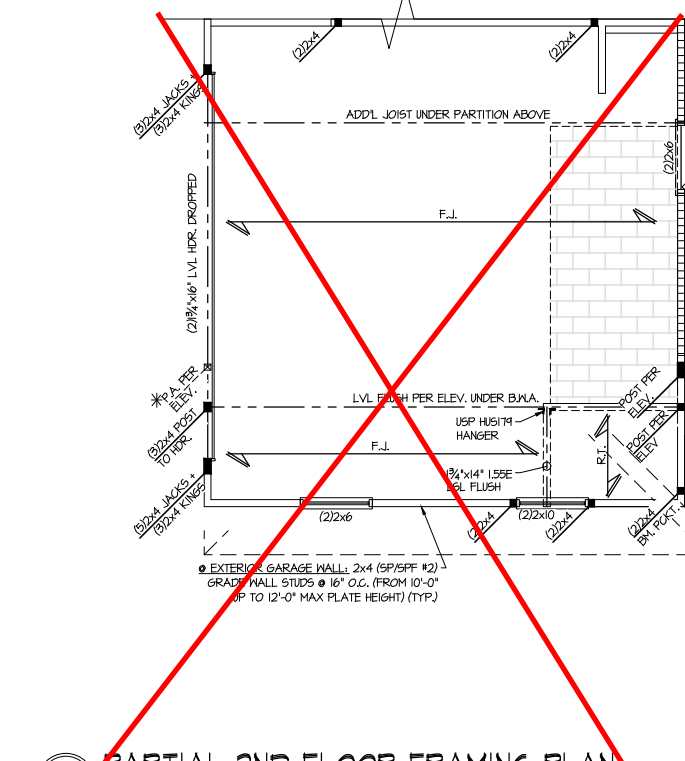 (2)2x4
(2)2x4
(3)2x4 JACKS +
(3)2x4 KINGS
ADD'L JOIST UNDER PARTITION ABOVE
(2)2x6
(2)1¾"x16" LVL HDR. DROPPED
F.J.
P.A. PER
ELEV.
LVL FLUSH PER ELEV. UNDER B.W.A.
POST PER
ELEV.
USP HUS179
HANGER
(3)2x4 POST
TO HDR.
F.J.
POST PER
ELEV
R.T.
1¾"x14" 1.55E
LSL FLUSH
(5)2x4 JACKS +
(3)2x4 KINGS
(2)2x6
(2)2x4
(2)2x10
(2)2x4
(2)2x4
BM. PCKT.
@ EXTERIOR GARAGE WALL: 2x4 (SP/SPF #2)
GRADE WALL STUDS @ 16" O.C. (FROM 10'-0"
UP TO 12'-0" MAX PLATE HEIGHT) (TYP.)
PARTIAL 2ND FLOOR FRAMING PLAN